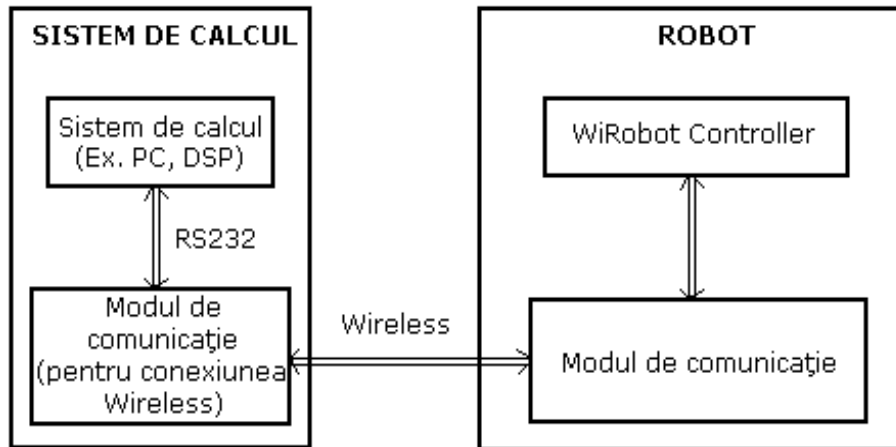 SISTEM DE CALCUL
Sistem de calcul
(Ex. PC, DSP)
RS232
Modul de
comunicaţie
(pentru conexiunea
Wireless)
Wireless
ROBOT
WiRobot Controller
Modul de comunicaţie